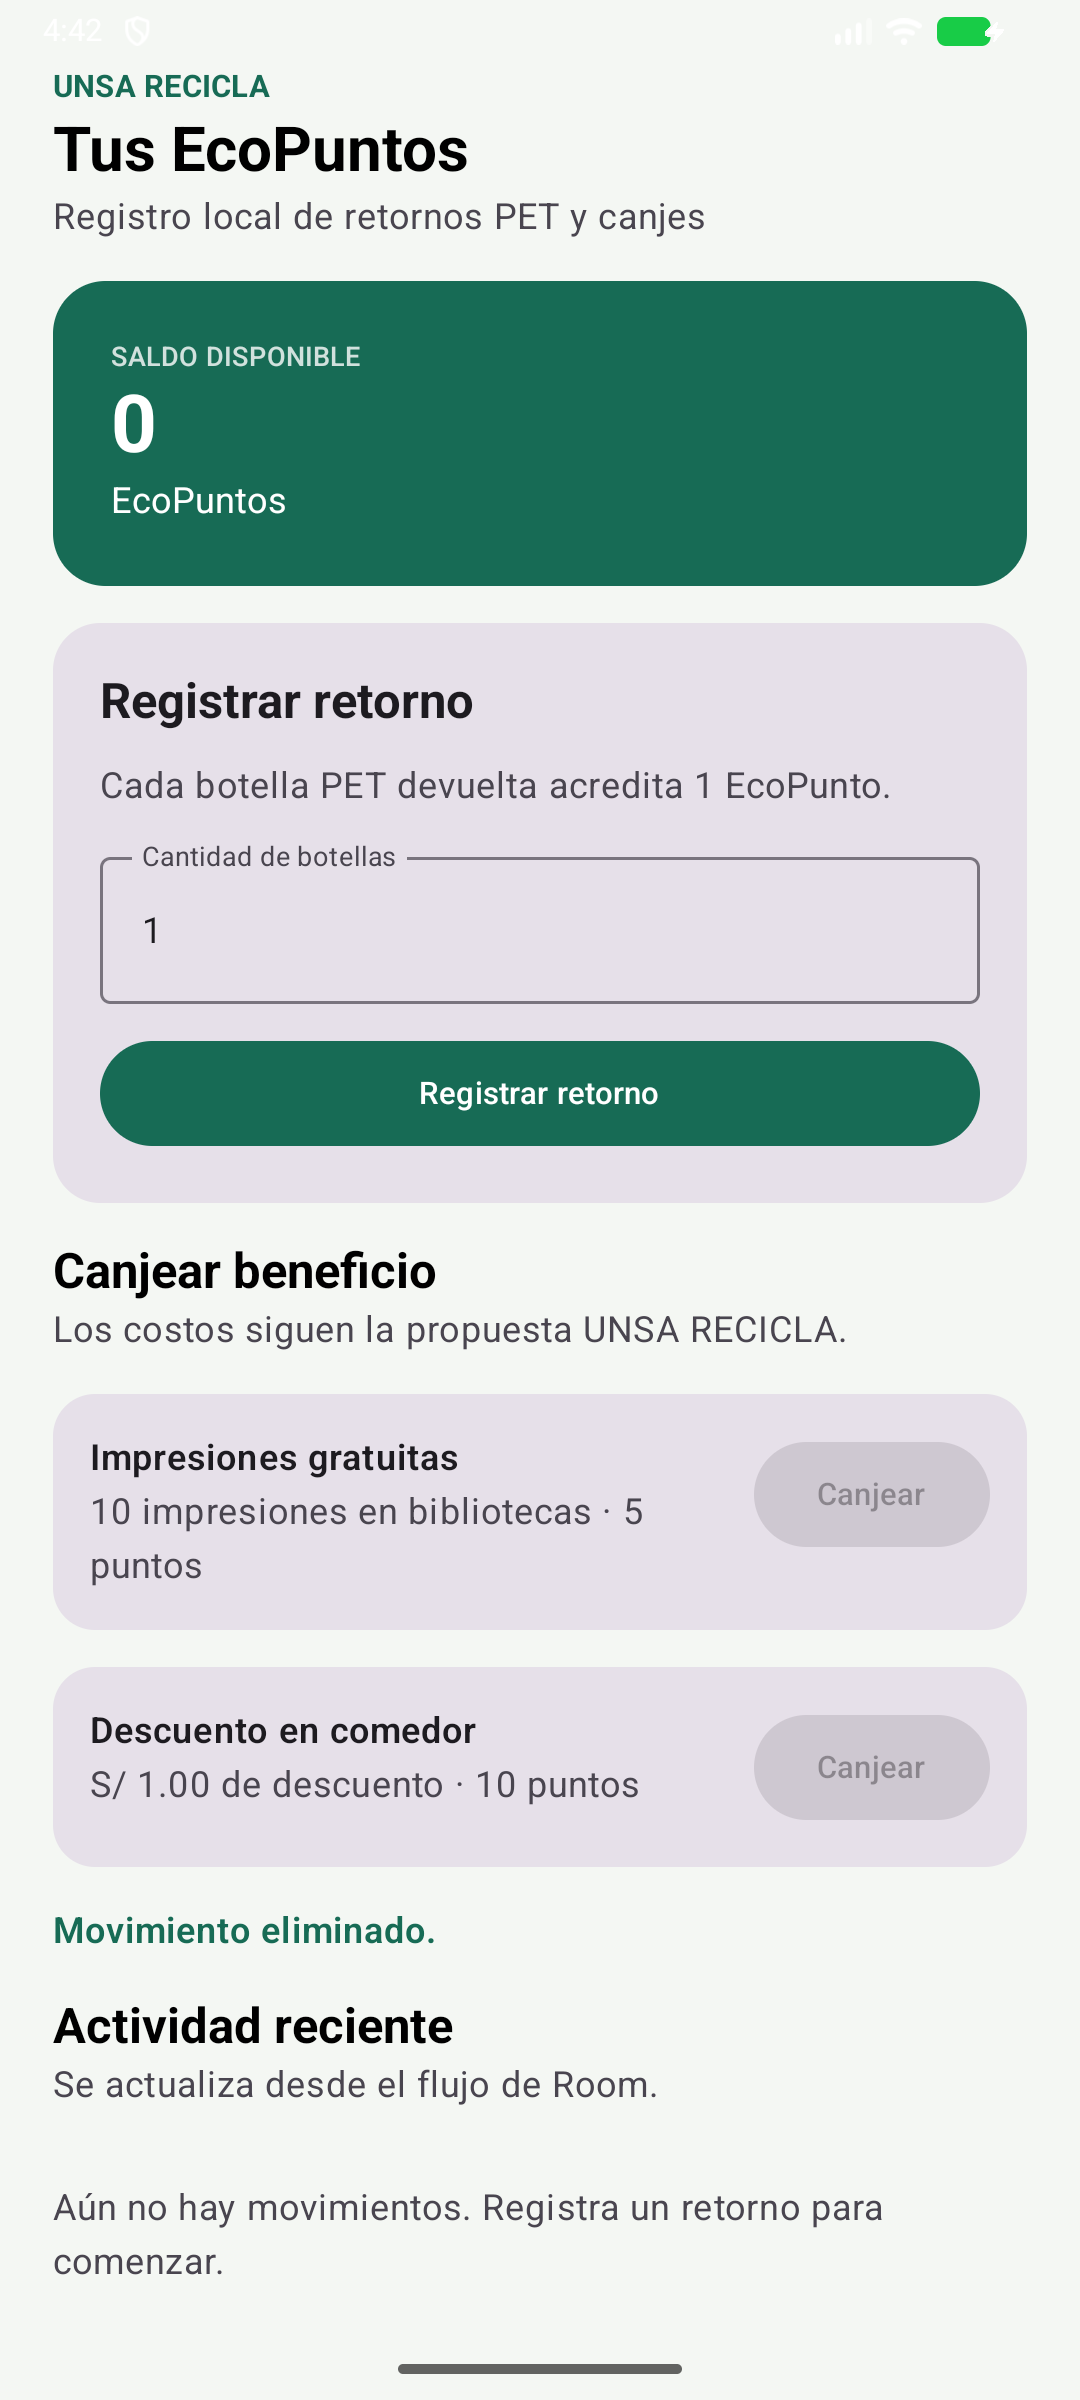 4:42
UNSA RECICLA
Tus EcoPuntos
Registro local de retornos PET y canjes
SALDO DISPONIBLE
0
EcoPuntos
Registrar retorno
Cada botella PET devuelta acredita 1 EcoPunto.
Cantidad de botellas
1
Registrar retorno
Canjear beneficio
Los costos siguen la propuesta UNSA RECICLA.
Impresiones gratuitas
10 impresiones en bibliotecas · 5
puntos
Canjear
Descuento en comedor
S/ 1.00 de descuento · 10 puntos
Canjear
Movimiento eliminado.
Actividad reciente
Se actualiza desde el flujo de Room.
Aún no hay movimientos. Registra un retorno para
comenzar.